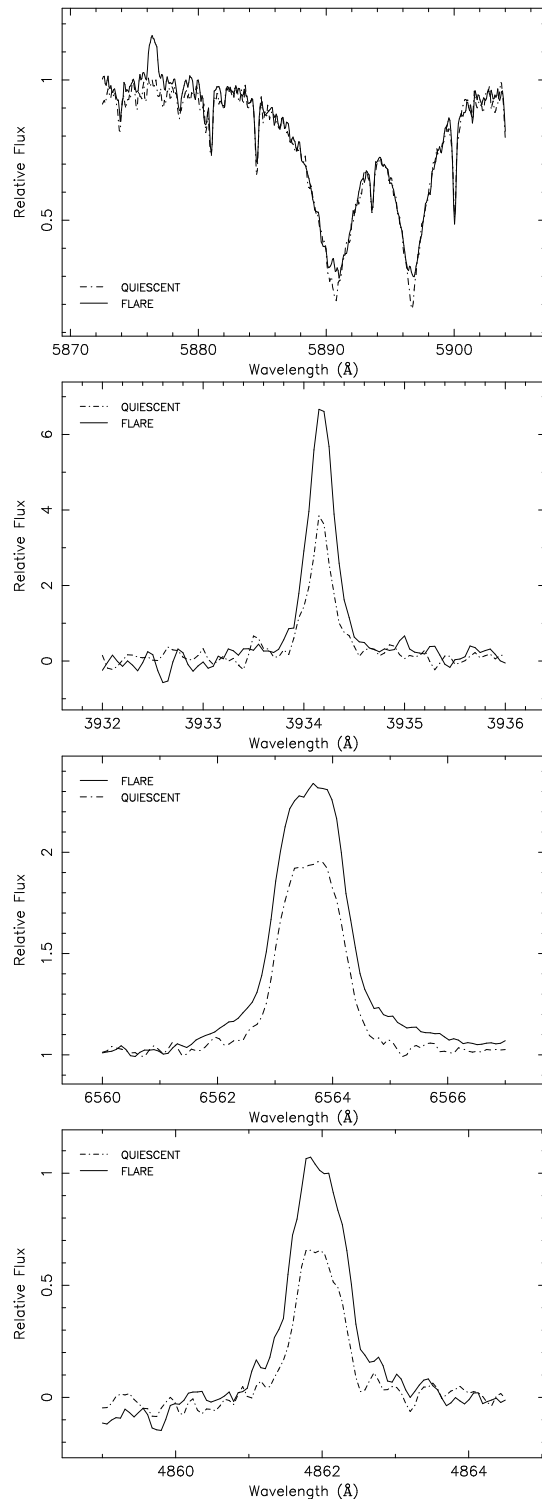 1
0.5
Relative Flux
QUIESCENT
FLARE
5870
5880
5890
5900
Wavelength (Å)
QUIESCENT
FLARE
6
4
2
0
Relative Flux
3932
3933
3934
3935
3936
Wavelength (Å)
FLARE
QUIESCENT
2
1.5
1
Relative Flux
6560
6562
6564
6566
Wavelength (Å)
QUIESCENT
FLARE
1
0.5
0
Relative Flux
4860
4862
4864
Wavelength (Å)